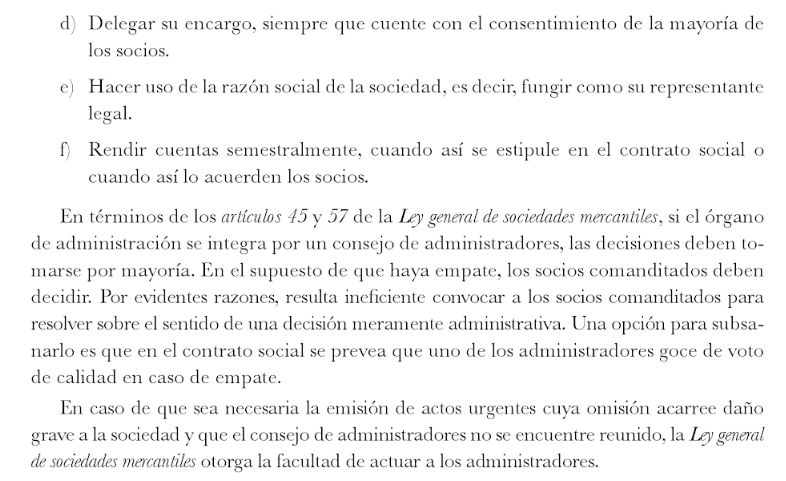 d) Delegar su encargo, siempre que cuente con el consentimiento de la mayoría de
los socios.
e) Hacer uso de la razón social de la sociedad, es decir, fungir como su representante
legal.
f) Rendir cuentas semestralmente, cuando así se estipule en el contrato social o
cuando así lo acuerden los socios.
En términos de los artículos 45 y 57 de la Ley general de sociedades mercantiles, si el órgano
de administración se integra por un consejo de administradores, las decisiones deben to-
marse por mayoría. En el supuesto de que haya empate, los socios comanditados deben
decidir. Por evidentes razones, resulta ineficiente convocar a los socios comanditados para
resolver sobre el sentido de una decisión meramente administrativa. Una opción para subsa-
narlo es que en el contrato social se prevea que uno de los administradores goce de voto
de calidad en caso de empate.
En caso de que sea necesaria la emisión de actos urgentes cuya omisión acarree daño
grave a la sociedad y que el consejo de administradores no se encuentre reunido, la Ley general
de sociedades mercantiles otorga la facultad de actuar a los administradores.